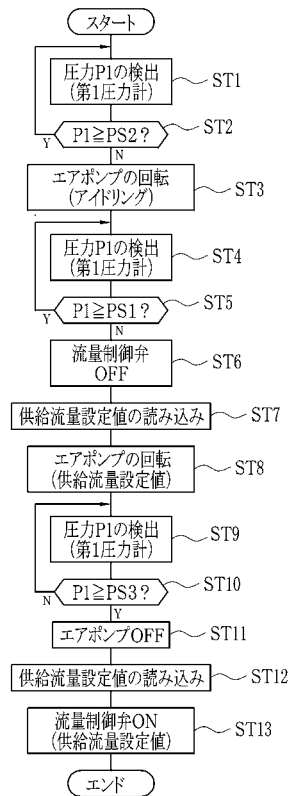 スタート
圧力P1の検出
(第1圧力計)
ST1
P1≧PS2?
ST2
Y
N
エアポンプの回転
(アイドリング)
ST3
圧力P1の検出
(第1圧力計)
ST4
P1≧PS1?
ST5
Y
N
流量制御弁
OFF
ST6
供給流量設定値の読み込み
ST7
エアポンプの回転
(供給流量設定値)
ST8
圧力P1の検出
(第1圧力計)
ST9
P1≧PS3?
ST10
N
Y
エアポンプOFF
ST11
供給流量設定値の読み込み
ST12
流量制御弁ON
(供給流量設定値)
ST13
エンド